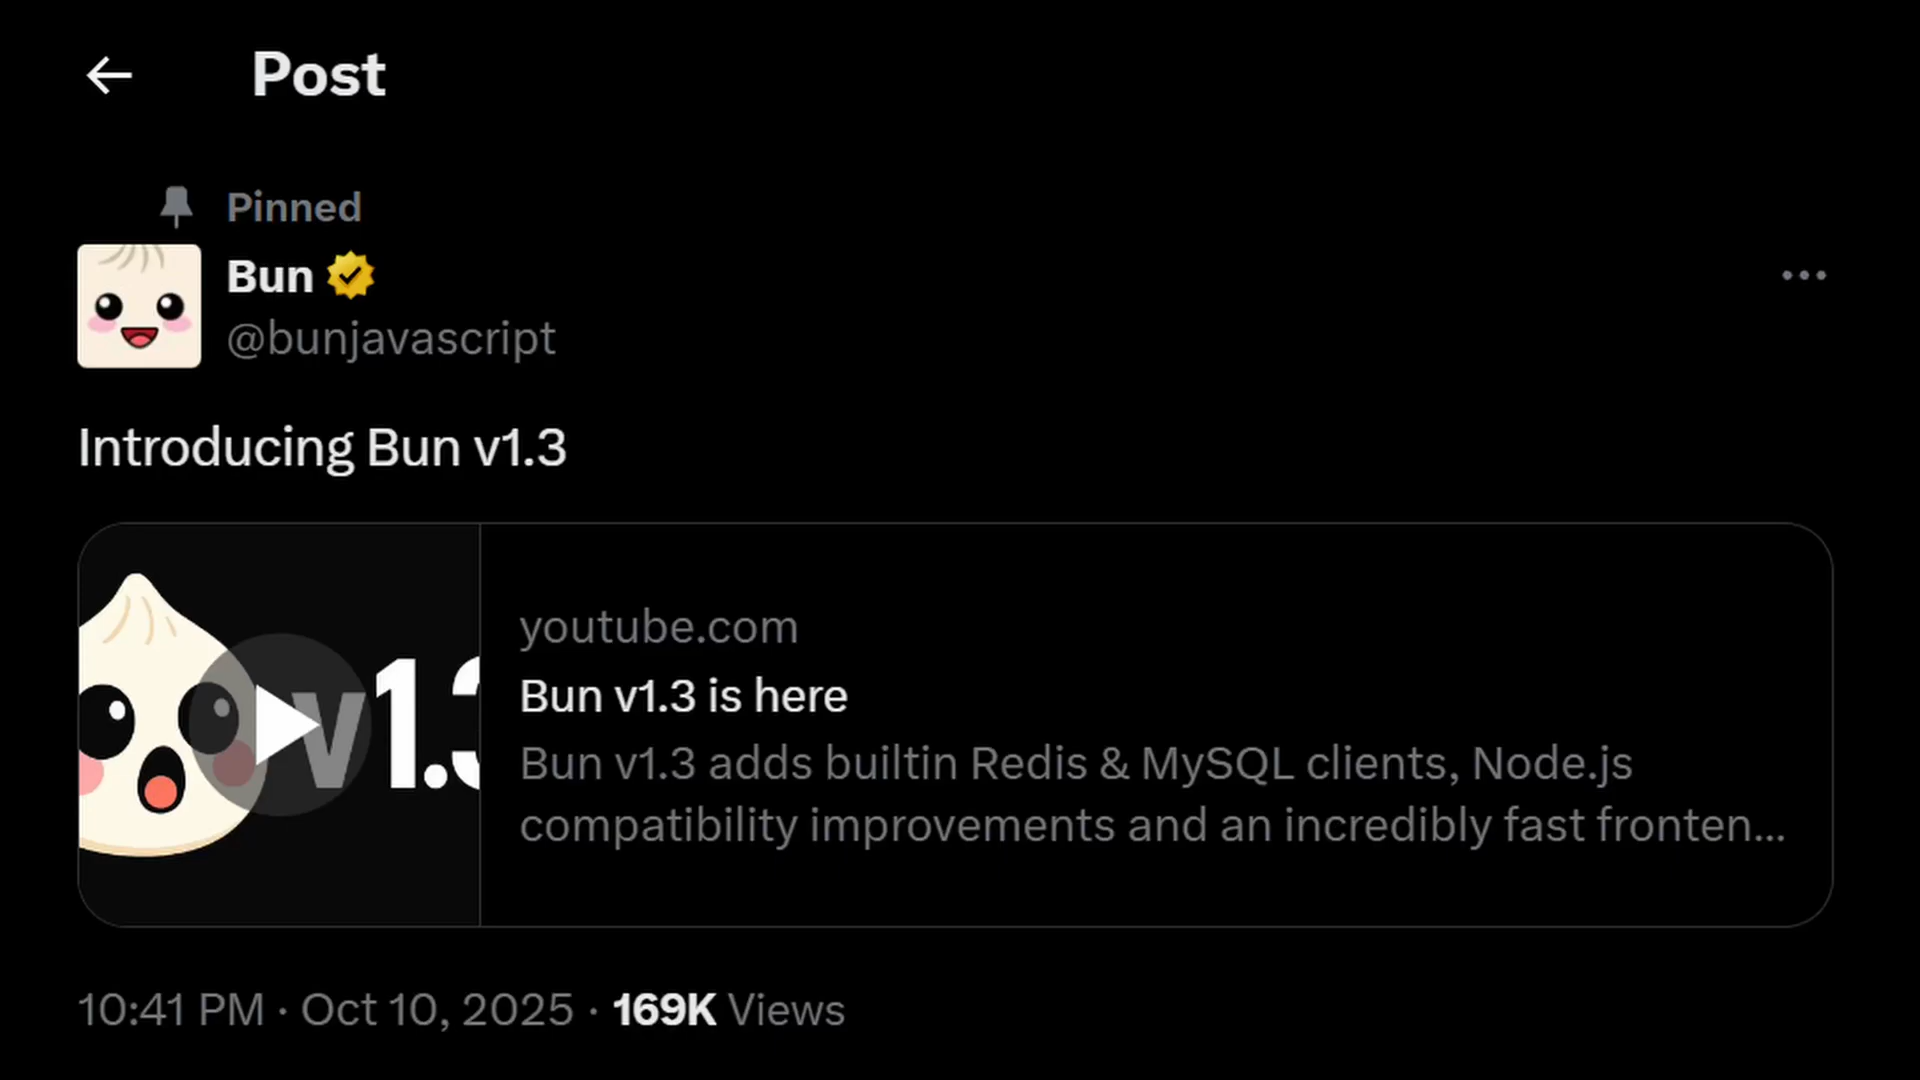 Post
Pinned
Bun
@bunjavascript
Introducing Bun v1.3
v1.3
youtube.com
Bun v1.3 is here
Bun v1.3 adds builtin Redis & MySQL clients, Node.js
compatibility improvements and an incredibly fast fronten...
10:41 PM · Oct 10, 2025 · 169K Views